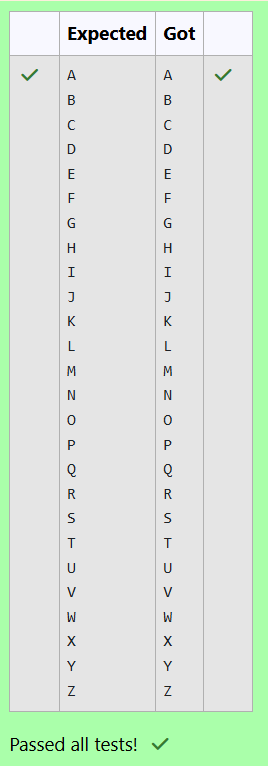 Expected Got
A A
B B
C C
D D
E E
F F
G G
H H
I I
J J
K K
L L
M M
N N
O O
P P
Q Q
R R
S S
T T
U U
V V
W W
X X
Y Y
Z Z
Passed all tests!